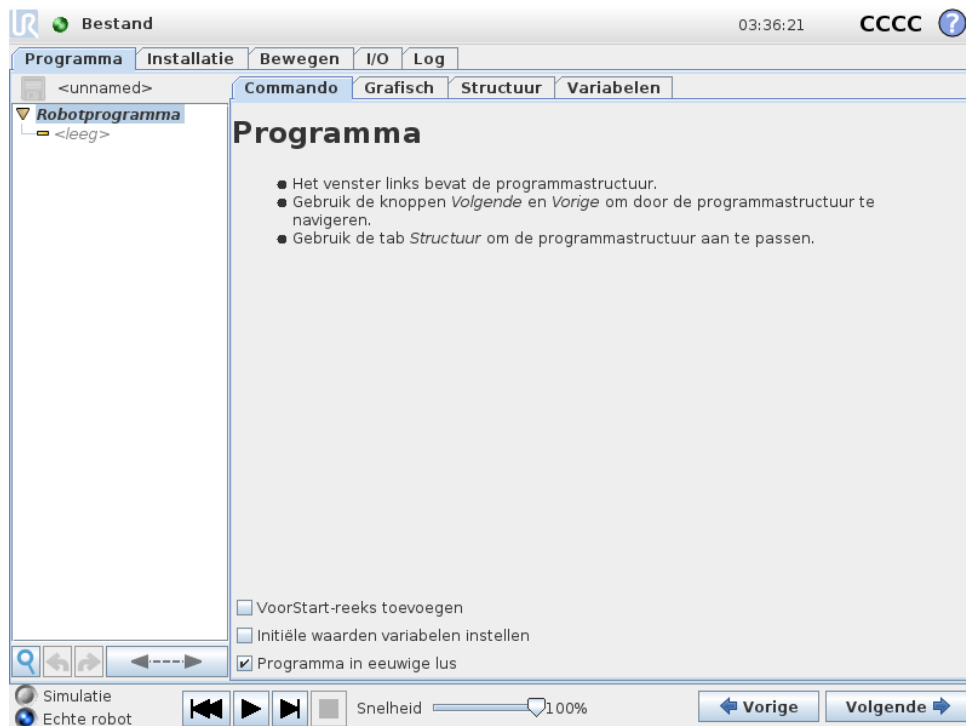 UR Bestand 03:36:21 CCCC ?
Programma Installatie Bewegen I/O Log
<unnamed>
Commando Grafisch Structuur Variabelen
Robotprogramma
<leeg>
Programma
Het venster links bevat de programmastructuur.
Gebruik de knoppen Volgende en Vorige om door de programmastructuur te
navigeren.
Gebruik de tab Structuur om de programmastructuur aan te passen.
VoorStart-reeks toevoegen
Initiële waarden variabelen instellen
Programma in eeuwige lus
Simulatie
Echte robot
Snelheid 100%
Vorige Volgende